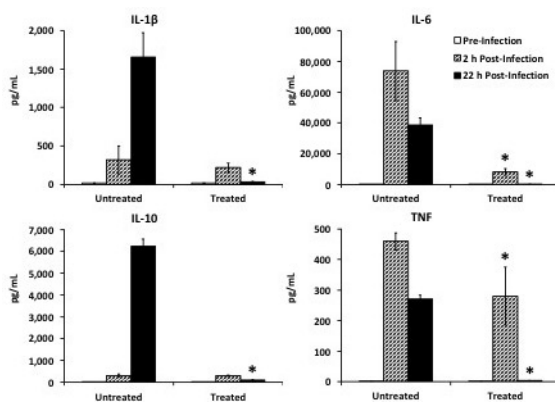 IL-1β
2,000
1,500
1,000
500
0
pg/mL
Untreated
Treated
*
IL-6
100,000
80,000
60,000
40,000
20,000
0
pg/mL
Untreated
Treated
*
*
Pre-Infection
2 h Post-Infection
22 h Post-Infection
IL-10
7,000
6,000
5,000
4,000
3,000
2,000
1,000
0
pg/mL
Untreated
Treated
*
TNF
500
400
300
200
100
0
pg/mL
Untreated
Treated
*
*